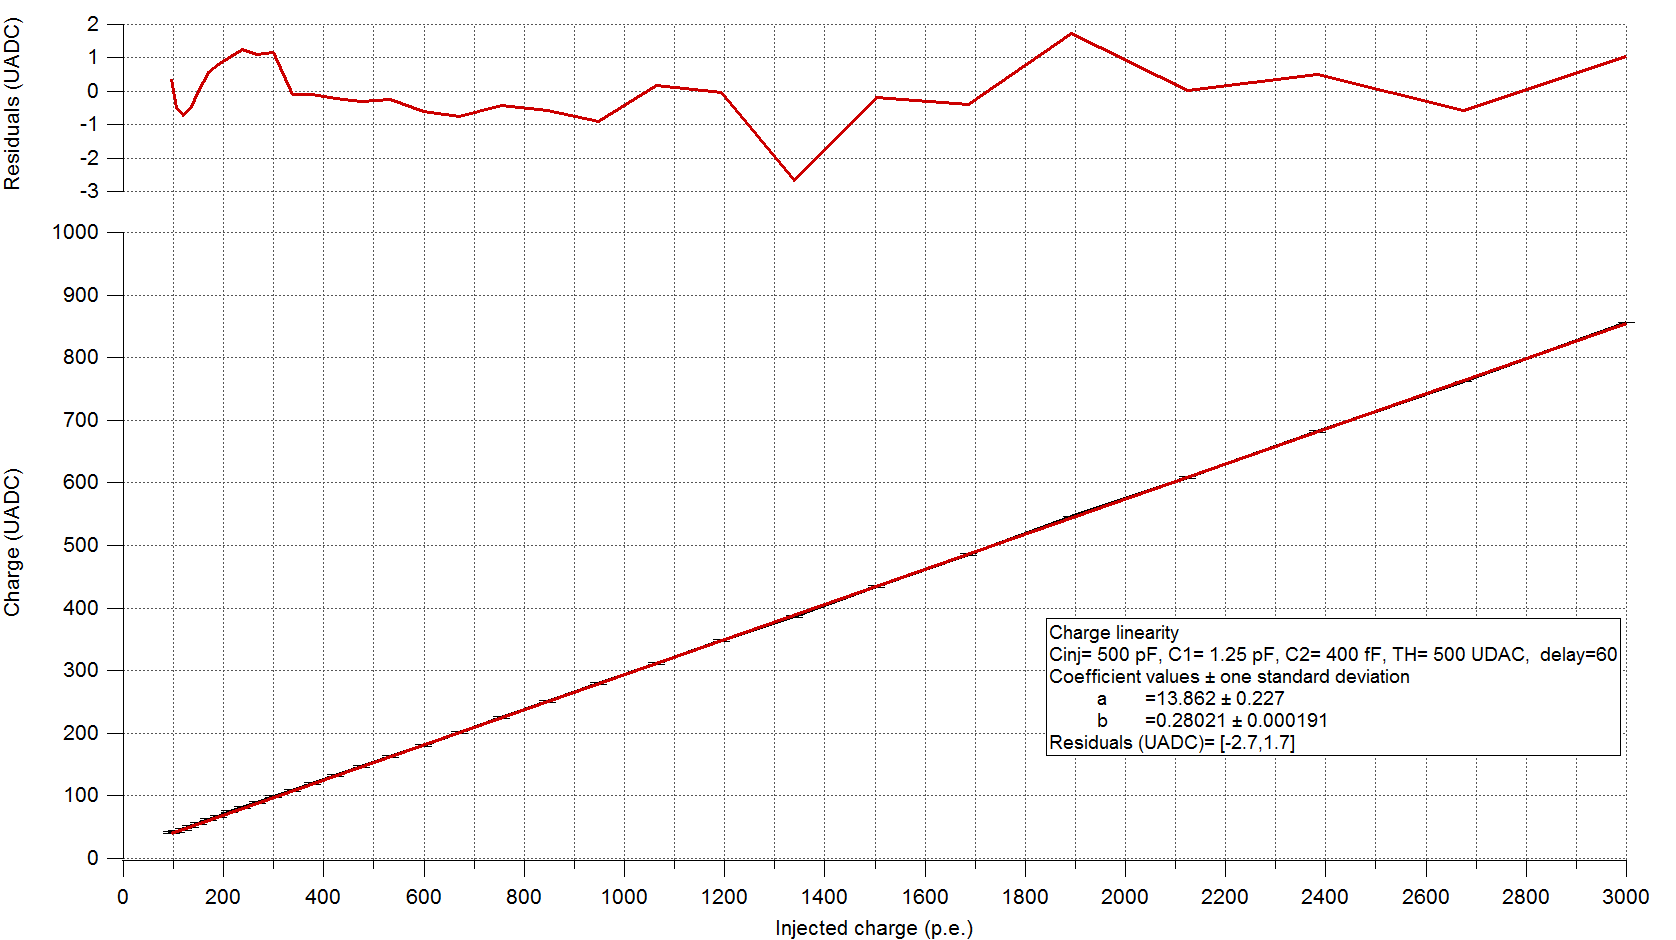 Residuals (UADC)
2
1
0
-1
-2
-3
Charge (UADC)
1000
900
800
700
600
500
400
300
200
100
0
Charge linearity
Cinj= 500 pF, C1= 1.25 pF, C2= 400 fF, TH= 500 UDAC, delay=60
Coefficient values ± one standard deviation
a =13.862 ± 0.227
b =0.28021 ± 0.000191
Residuals (UADC)= [-2.7,1.7]
0 200 400 600 800 1000 1200 1400 1600 1800 2000 2200 2400 2600 2800 3000
Injected charge (p.e.)